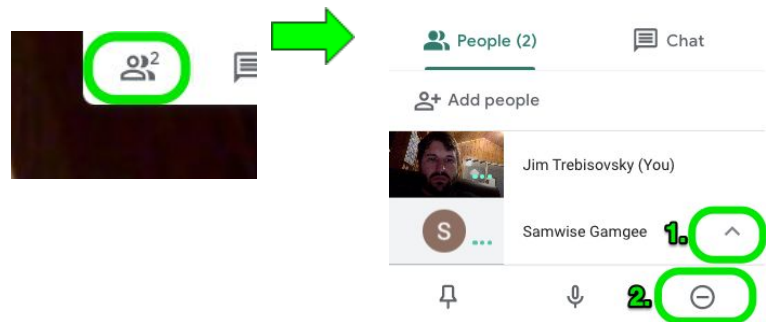 2
People (2)
Chat
Add people
Jim Trebisovsky (You)
S
Samwise Gamgee
1.
2.